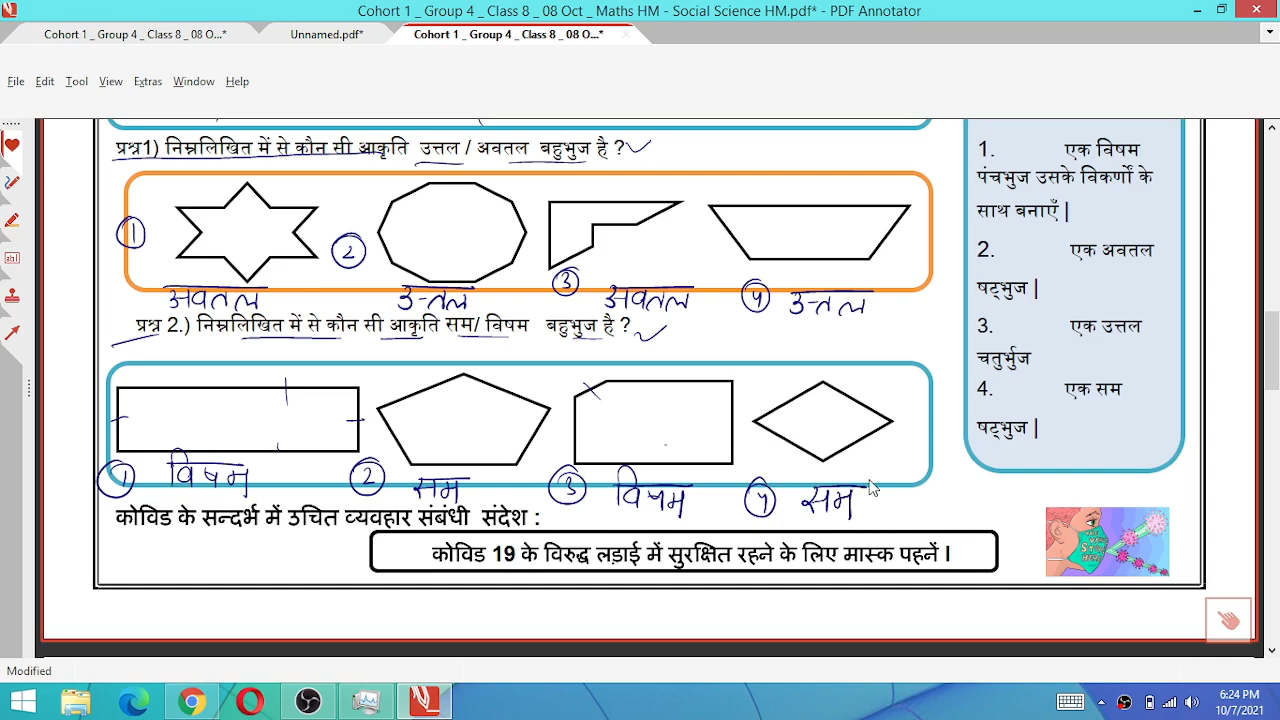 Cohort 1 _ Group 4 _ Class 8 _ 08 Oct _ Maths HM - Social Science HM.pdf* - PDF Annotator
Cohort 1 _ Group 4 _ Class 8 _ 08 O...*
Unnamed.pdf*
Cohort 1 _ Group 4 _ Class 8 _ 08 O...*
File Edit Tool View Extras Window Help
प्रश्न1) निम्नलिखित में से कौन सी आकृति उत्तल / अवतल बहुभुज है ?
1 2 3 4
अवतल उत्तल अवतल उत्तल
प्रश्न 2.) निम्नलिखित में से कौन सी आकृति सम/ विषम बहुभुज है ?
1 विषम 2 सम 3 विषम 4 सम
कोविड के सन्दर्भ में उचित व्यवहार संबंधी संदेश :
कोविड 19 के विरुद्ध लड़ाई में सुरक्षित रहने के लिए मास्क पहनें I
1. एक विषम
पंचभुज उसके विकर्णों के
साथ बनाएँ |
2. एक अवतल
षट्भुज |
3. एक उत्तल
चतुर्भुज
4. एक सम
षट्भुज |
Modified
6:24 PM
10/7/2021